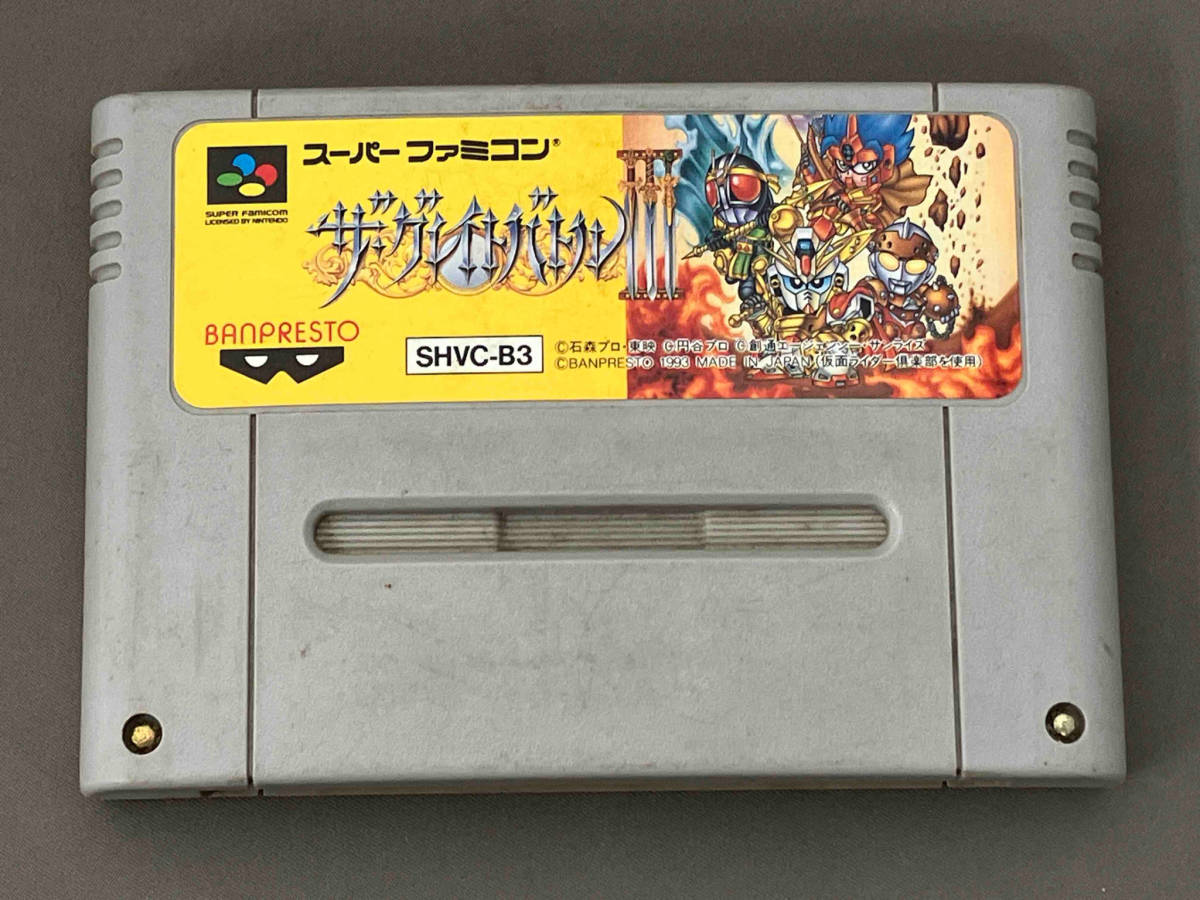 スーパーファミコン®
SUPER FAMICOM
LICENSED BY NINTENDO
ザ・グレイトバトルIII
BANPRESTO
SHVC-B3
©石森プロ・東映 ©円谷プロ ©創通エージェンシー・サンライズ
©BANPRESTO 1993 MADE IN JAPAN (仮面ライダー倶楽部を使用)